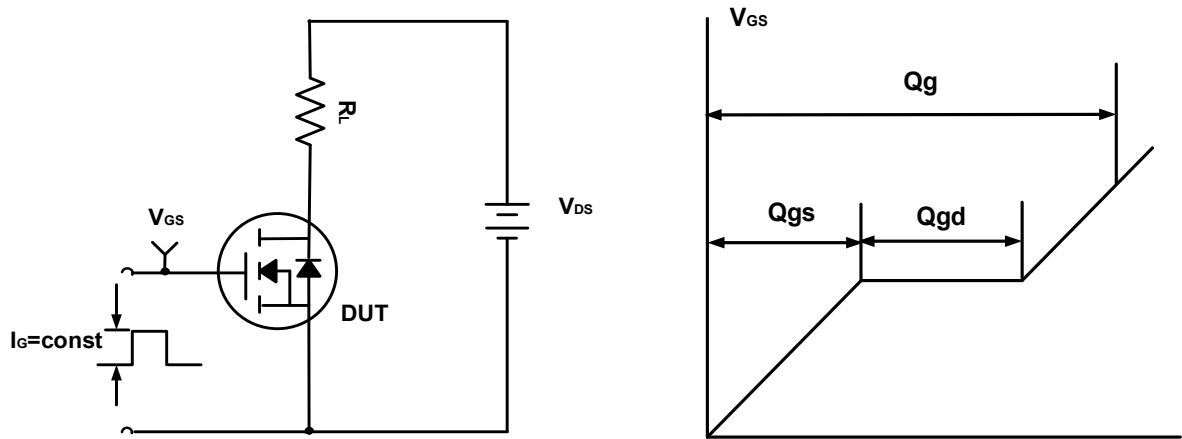 VGS
Qg
RL
VDS
VGS
Qgs
Qgd
DUT
IG=const